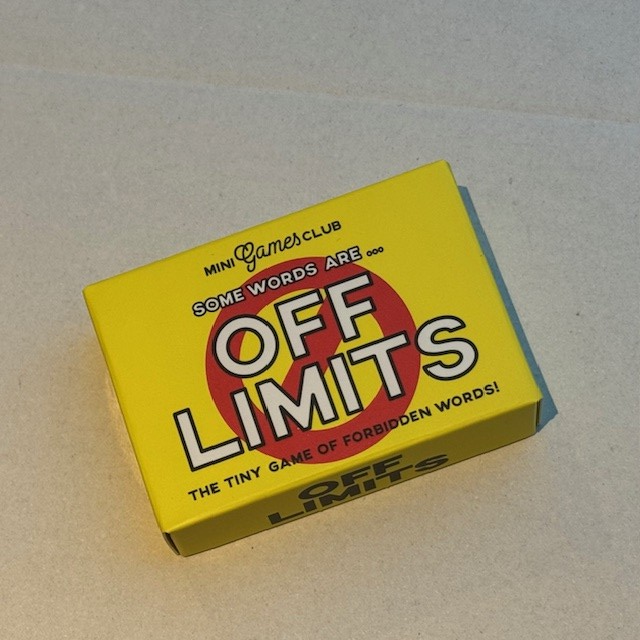 MINI Games CLUB
SOME WORDS ARE ...
OFF
LIMITS
THE TINY GAME OF FORBIDDEN WORDS!
OFF
LIMITS